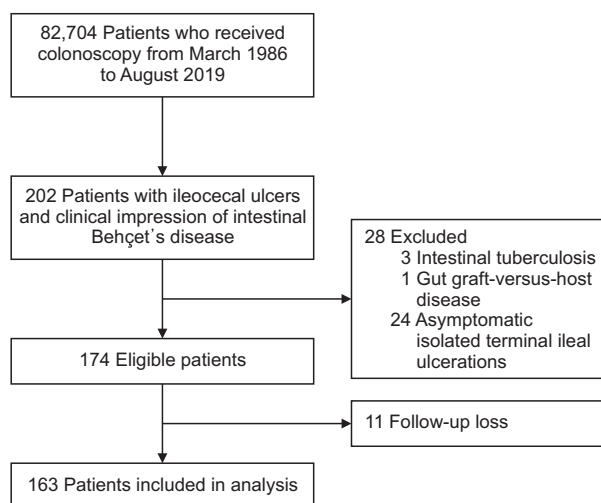 82,704 Patients who received
colonoscopy from March 1986
to August 2019
202 Patients with ileocecal ulcers
and clinical impression of intestinal
Behçet's disease
28 Excluded
3 Intestinal tuberculosis
1 Gut graft-versus-host
disease
24 Asymptomatic
isolated terminal ileal
ulcerations
174 Eligible patients
11 Follow-up loss
163 Patients included in analysis